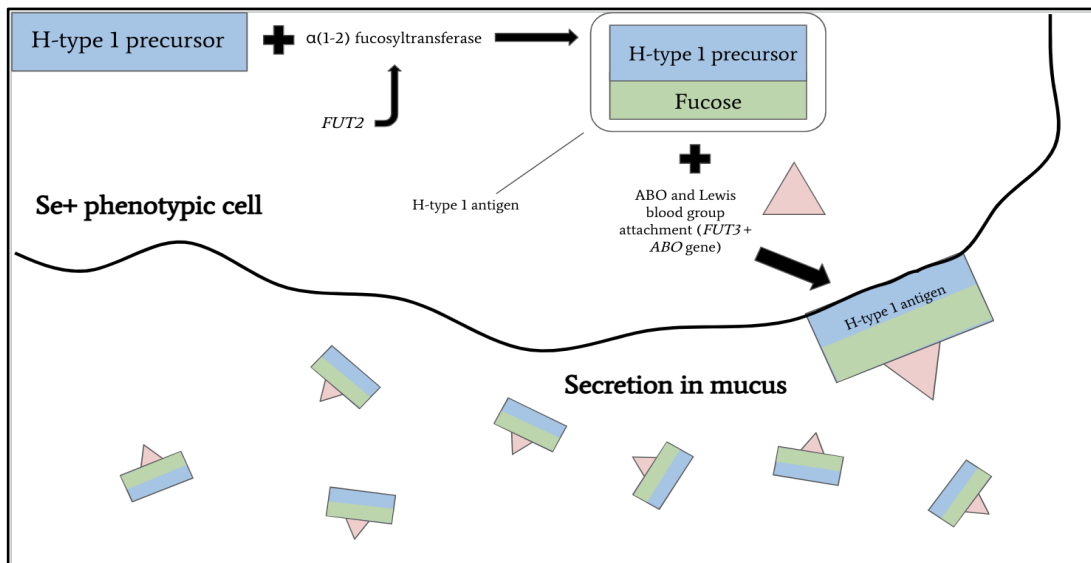 H-type 1 precursor
α(1-2) fucosyltransferase
H-type 1 precursor
Fucose
FUT2
H-type 1 antigen
ABO and Lewis
blood group
attachment (FUT3 +
ABO gene)
Se+ phenotypic cell
H-type 1 antigen
Secretion in mucus